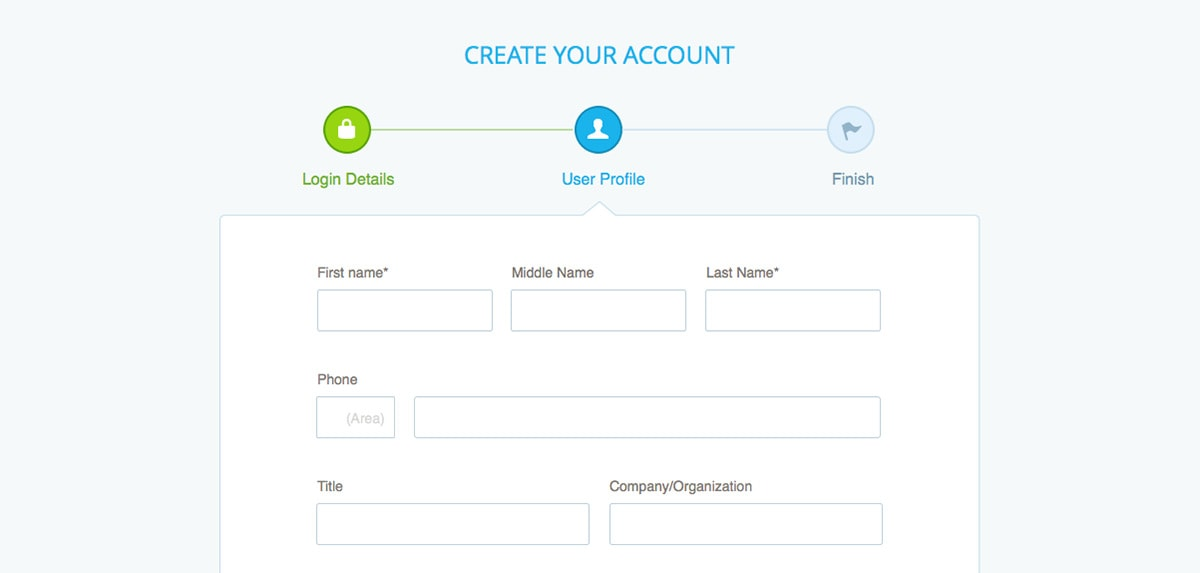 CREATE YOUR ACCOUNT
Login Details
User Profile
Finish
First name*
Middle Name
Last Name*
Phone
(Area)
Title
Company/Organization